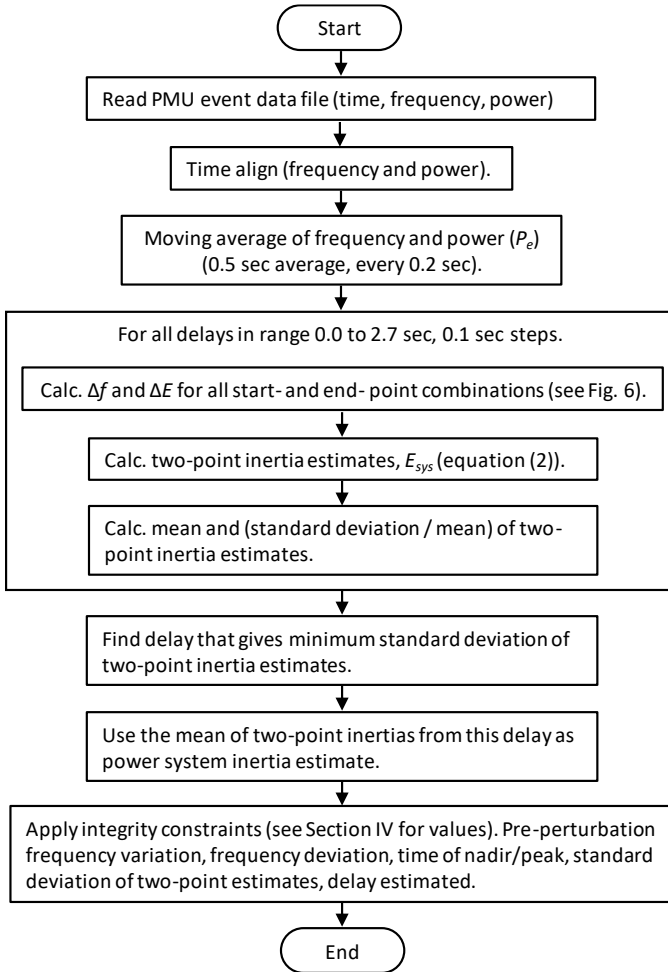 Start
Read PMU event data file (time, frequency, power)
Time align (frequency and power).
Moving average of frequency and power (Pe)
(0.5 sec average, every 0.2 sec).
For all delays in range 0.0 to 2.7 sec, 0.1 sec steps.
Calc. Δf and ΔE for all start- and end- point combinations (see Fig. 6).
Calc. two-point inertia estimates, Esys (equation (2)).
Calc. mean and (standard deviation / mean) of two-
point inertia estimates.
Find delay that gives minimum standard deviation of
two-point inertia estimates.
Use the mean of two-point inertias from this delay as
power system inertia estimate.
Apply integrity constraints (see Section IV for values). Pre-perturbation
frequency variation, frequency deviation, time of nadir/peak, standard
deviation of two-point estimates, delay estimated.
End